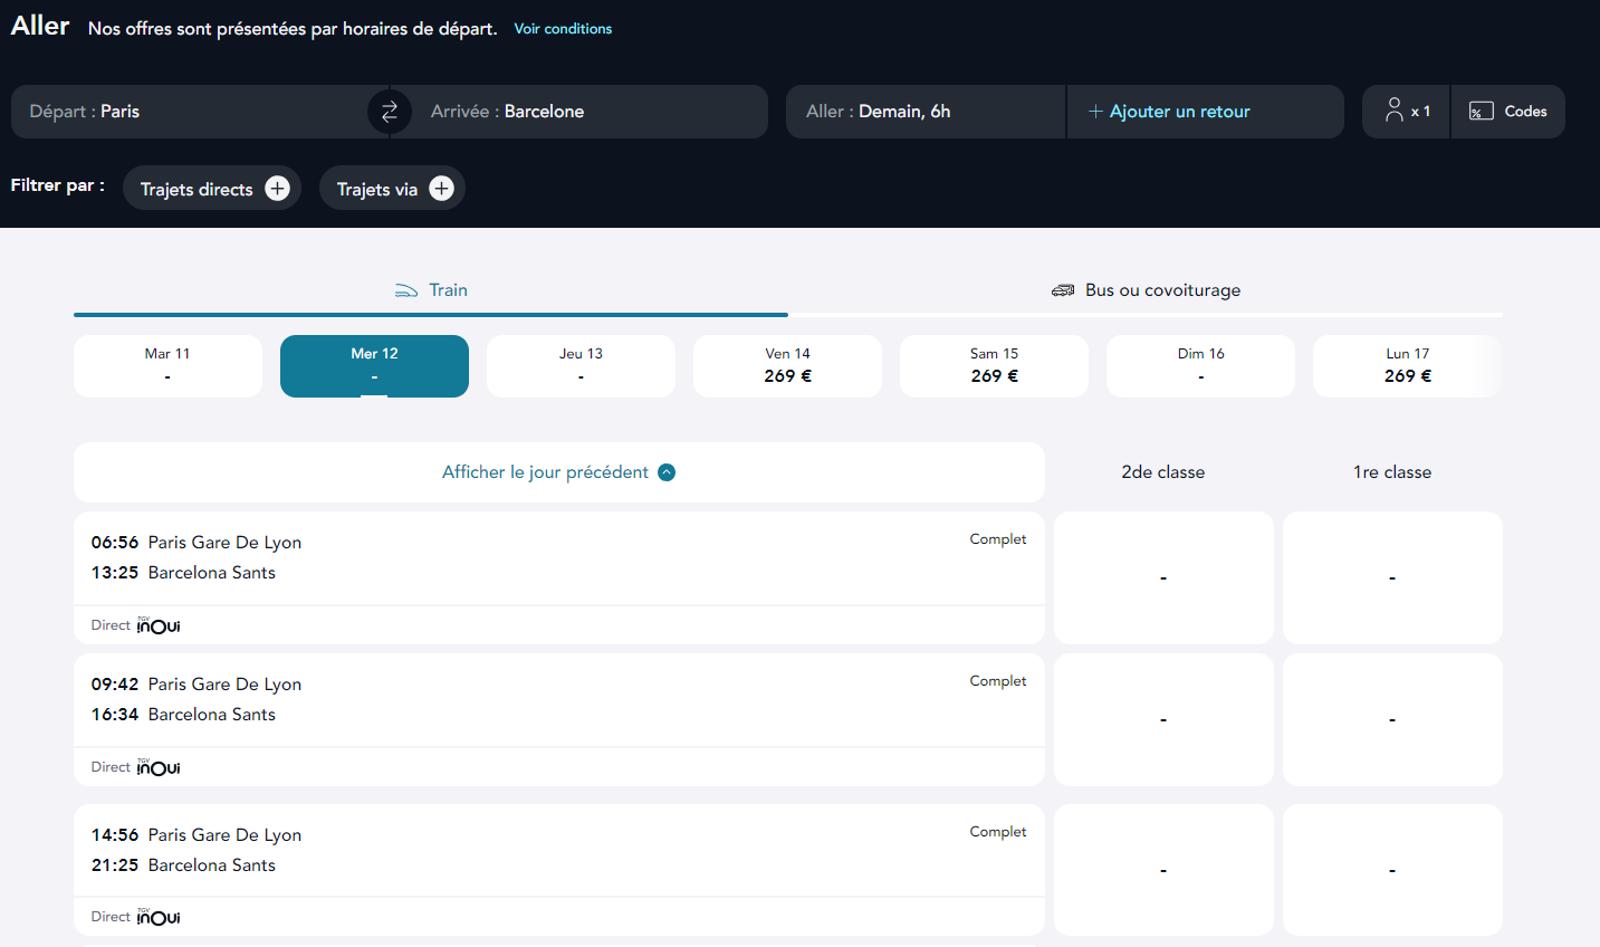 Aller Nos offres sont présentées par horaires de départ. Voir conditions
Départ : Paris Arrivée : Barcelone Aller : Demain, 6h + Ajouter un retour x 1 % Codes
Filtrer par : Trajets directs + Trajets via +
Train Bus ou covoiturage
Mar 11 Mer 12 Jeu 13 Ven 14 Sam 15 Dim 16 Lun 17
- - - 269 € 269 € - 269 €
Afficher le jour précédent 2de classe 1re classe
06:56 Paris Gare De Lyon Complet
13:25 Barcelona Sants - -
Direct TGV inOui
09:42 Paris Gare De Lyon Complet
16:34 Barcelona Sants - -
Direct TGV inOui
14:56 Paris Gare De Lyon Complet
21:25 Barcelona Sants - -
Direct TGV inOui